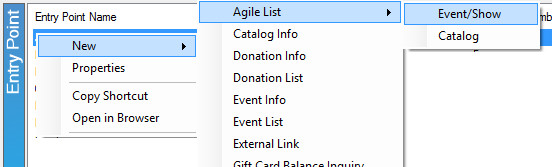 Entry Point
Entry Point Name
New
Properties
Copy Shortcut
Open in Browser
Agile List
Catalog Info
Donation Info
Donation List
Event Info
Event List
External Link
Gift Card Balance Inquiry
Event/Show
Catalog